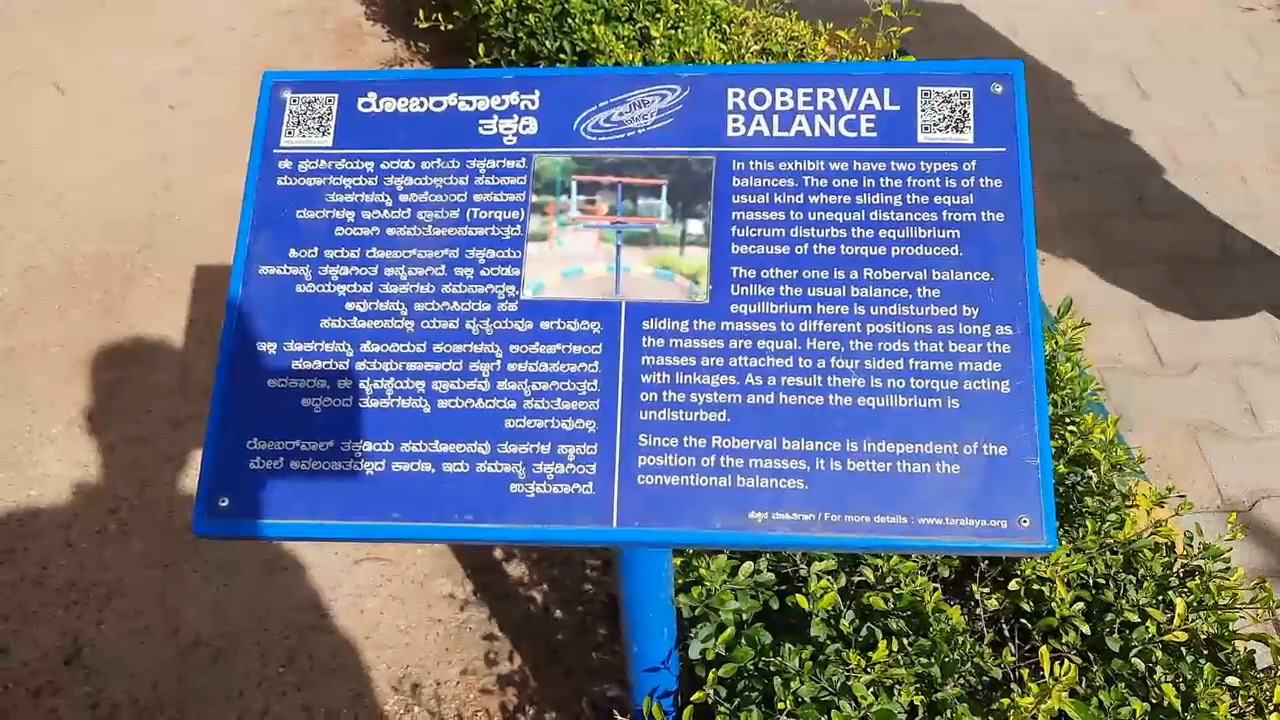 ರೋಬರ್‌ವಾಲ್‌ನ
ತಕ್ಕಡಿ
ಈ ಪ್ರದರ್ಶಿಕೆಯಲ್ಲಿ ಎರಡು ಬಗೆಯ ತಕ್ಕಡಿಗಳಿವೆ.
ಮುಂಭಾಗದಲ್ಲಿರುವ ತಕ್ಕಡಿಯಲ್ಲಿರುವ ಸಮನಾದ
ತೂಕಗಳನ್ನು ಆನಿಕೆಯಿಂದ ಅಸಮಾನ
ದೂರಗಳಲ್ಲಿ ಇರಿಸಿದರೆ ಭ್ರಾಮಕ (Torque)
ದಿಂದಾಗಿ ಅಸಮತೋಲನವಾಗುತ್ತದೆ.
ಹಿಂದೆ ಇರುವ ರೋಬರ್‌ವಾಲ್‌ನ ತಕ್ಕಡಿಯು
ಸಾಮಾನ್ಯ ತಕ್ಕಡಿಗಿಂತ ಭಿನ್ನವಾಗಿದೆ. ಇಲ್ಲಿ ಎರಡೂ
ಬದಿಯಲ್ಲಿರುವ ತೂಕಗಳು ಸಮನಾಗಿದ್ದಲ್ಲಿ,
ಅವುಗಳನ್ನು ಜರುಗಿಸಿದರೂ ಸಹ
ಸಮತೋಲನದಲ್ಲಿ ಯಾವ ವ್ಯತ್ಯಯವೂ ಆಗುವುದಿಲ್ಲ.
ಇಲ್ಲಿ ತೂಕಗಳನ್ನು ಹೊಂದಿರುವ ಕಂಬಿಗಳನ್ನು ಲಿಂಕೇಜ್‌ಗಳಿಂದ
ಕೂಡಿರುವ ಚತುರ್ಭುಜಾಕಾರದ ಕಟ್ಟಿಗೆ ಅಳವಡಿಸಲಾಗಿದೆ.
ಆದಕಾರಣ, ಈ ವ್ಯವಸ್ಥೆಯಲ್ಲಿ ಭ್ರಾಮಕವು ಶೂನ್ಯವಾಗಿರುತ್ತದೆ.
ಆದ್ದರಿಂದ ತೂಕಗಳನ್ನು ಜರುಗಿಸಿದರೂ ಸಮತೋಲನ
ಬದಲಾಗುವುದಿಲ್ಲ.
ರೋಬರ್‌ವಾಲ್ ತಕ್ಕಡಿಯ ಸಮತೋಲನವು ತೂಕಗಳ ಸ್ಥಾನದ
ಮೇಲೆ ಅವಲಂಬಿತವಲ್ಲದ ಕಾರಣ, ಇದು ಸಮಾನ್ಯ ತಕ್ಕಡಿಗಿಂತ
ಉತ್ತಮವಾಗಿದೆ.
ROBERVAL
BALANCE
In this exhibit we have two types of
balances. The one in the front is of the
usual kind where sliding the equal
masses to unequal distances from the
fulcrum disturbs the equilibrium
because of the torque produced.
The other one is a Roberval balance.
Unlike the usual balance, the
equilibrium here is undisturbed by
sliding the masses to different positions as long as
the masses are equal. Here, the rods that bear the
masses are attached to a four sided frame made
with linkages. As a result there is no torque acting
on the system and hence the equilibrium is
undisturbed.
Since the Roberval balance is independent of the
position of the masses, it is better than the
conventional balances.
ಹೆಚ್ಚಿನ ಮಾಹಿತಿಗಾಗಿ / For more details : www.taralaya.org